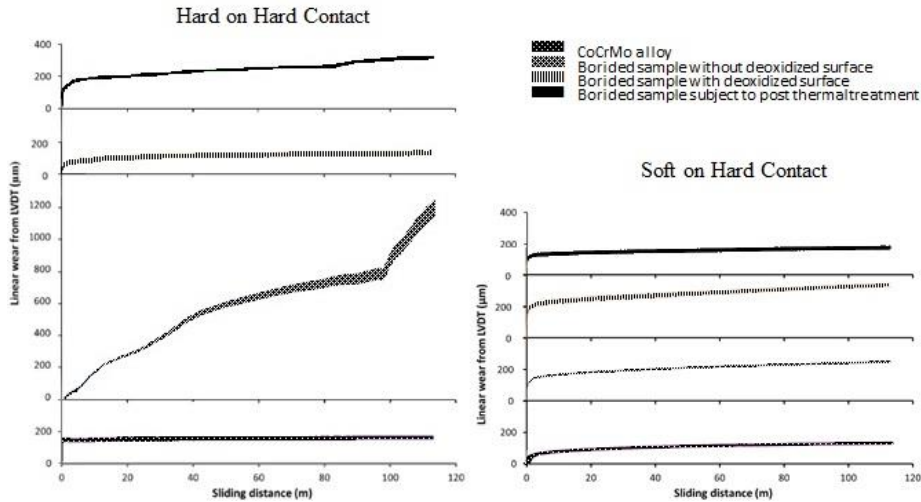 Hard on Hard Contact
400
200
0
200
0
1200
1000
800
600
400
200
0
200
0
Linear wear from LVDT (µm)
0 20 40 60 80 100 120
Sliding distance (m)
CoCrMo alloy
Borided sample without deoxidized surface
Borided sample with deoxidized surface
Borided sample subject to post thermal treatment
Soft on Hard Contact
400
200
0
200
0
200
0
200
0
Linear wear from LVDT (µm)
0 20 40 60 80 100 120
Sliding distance (m)